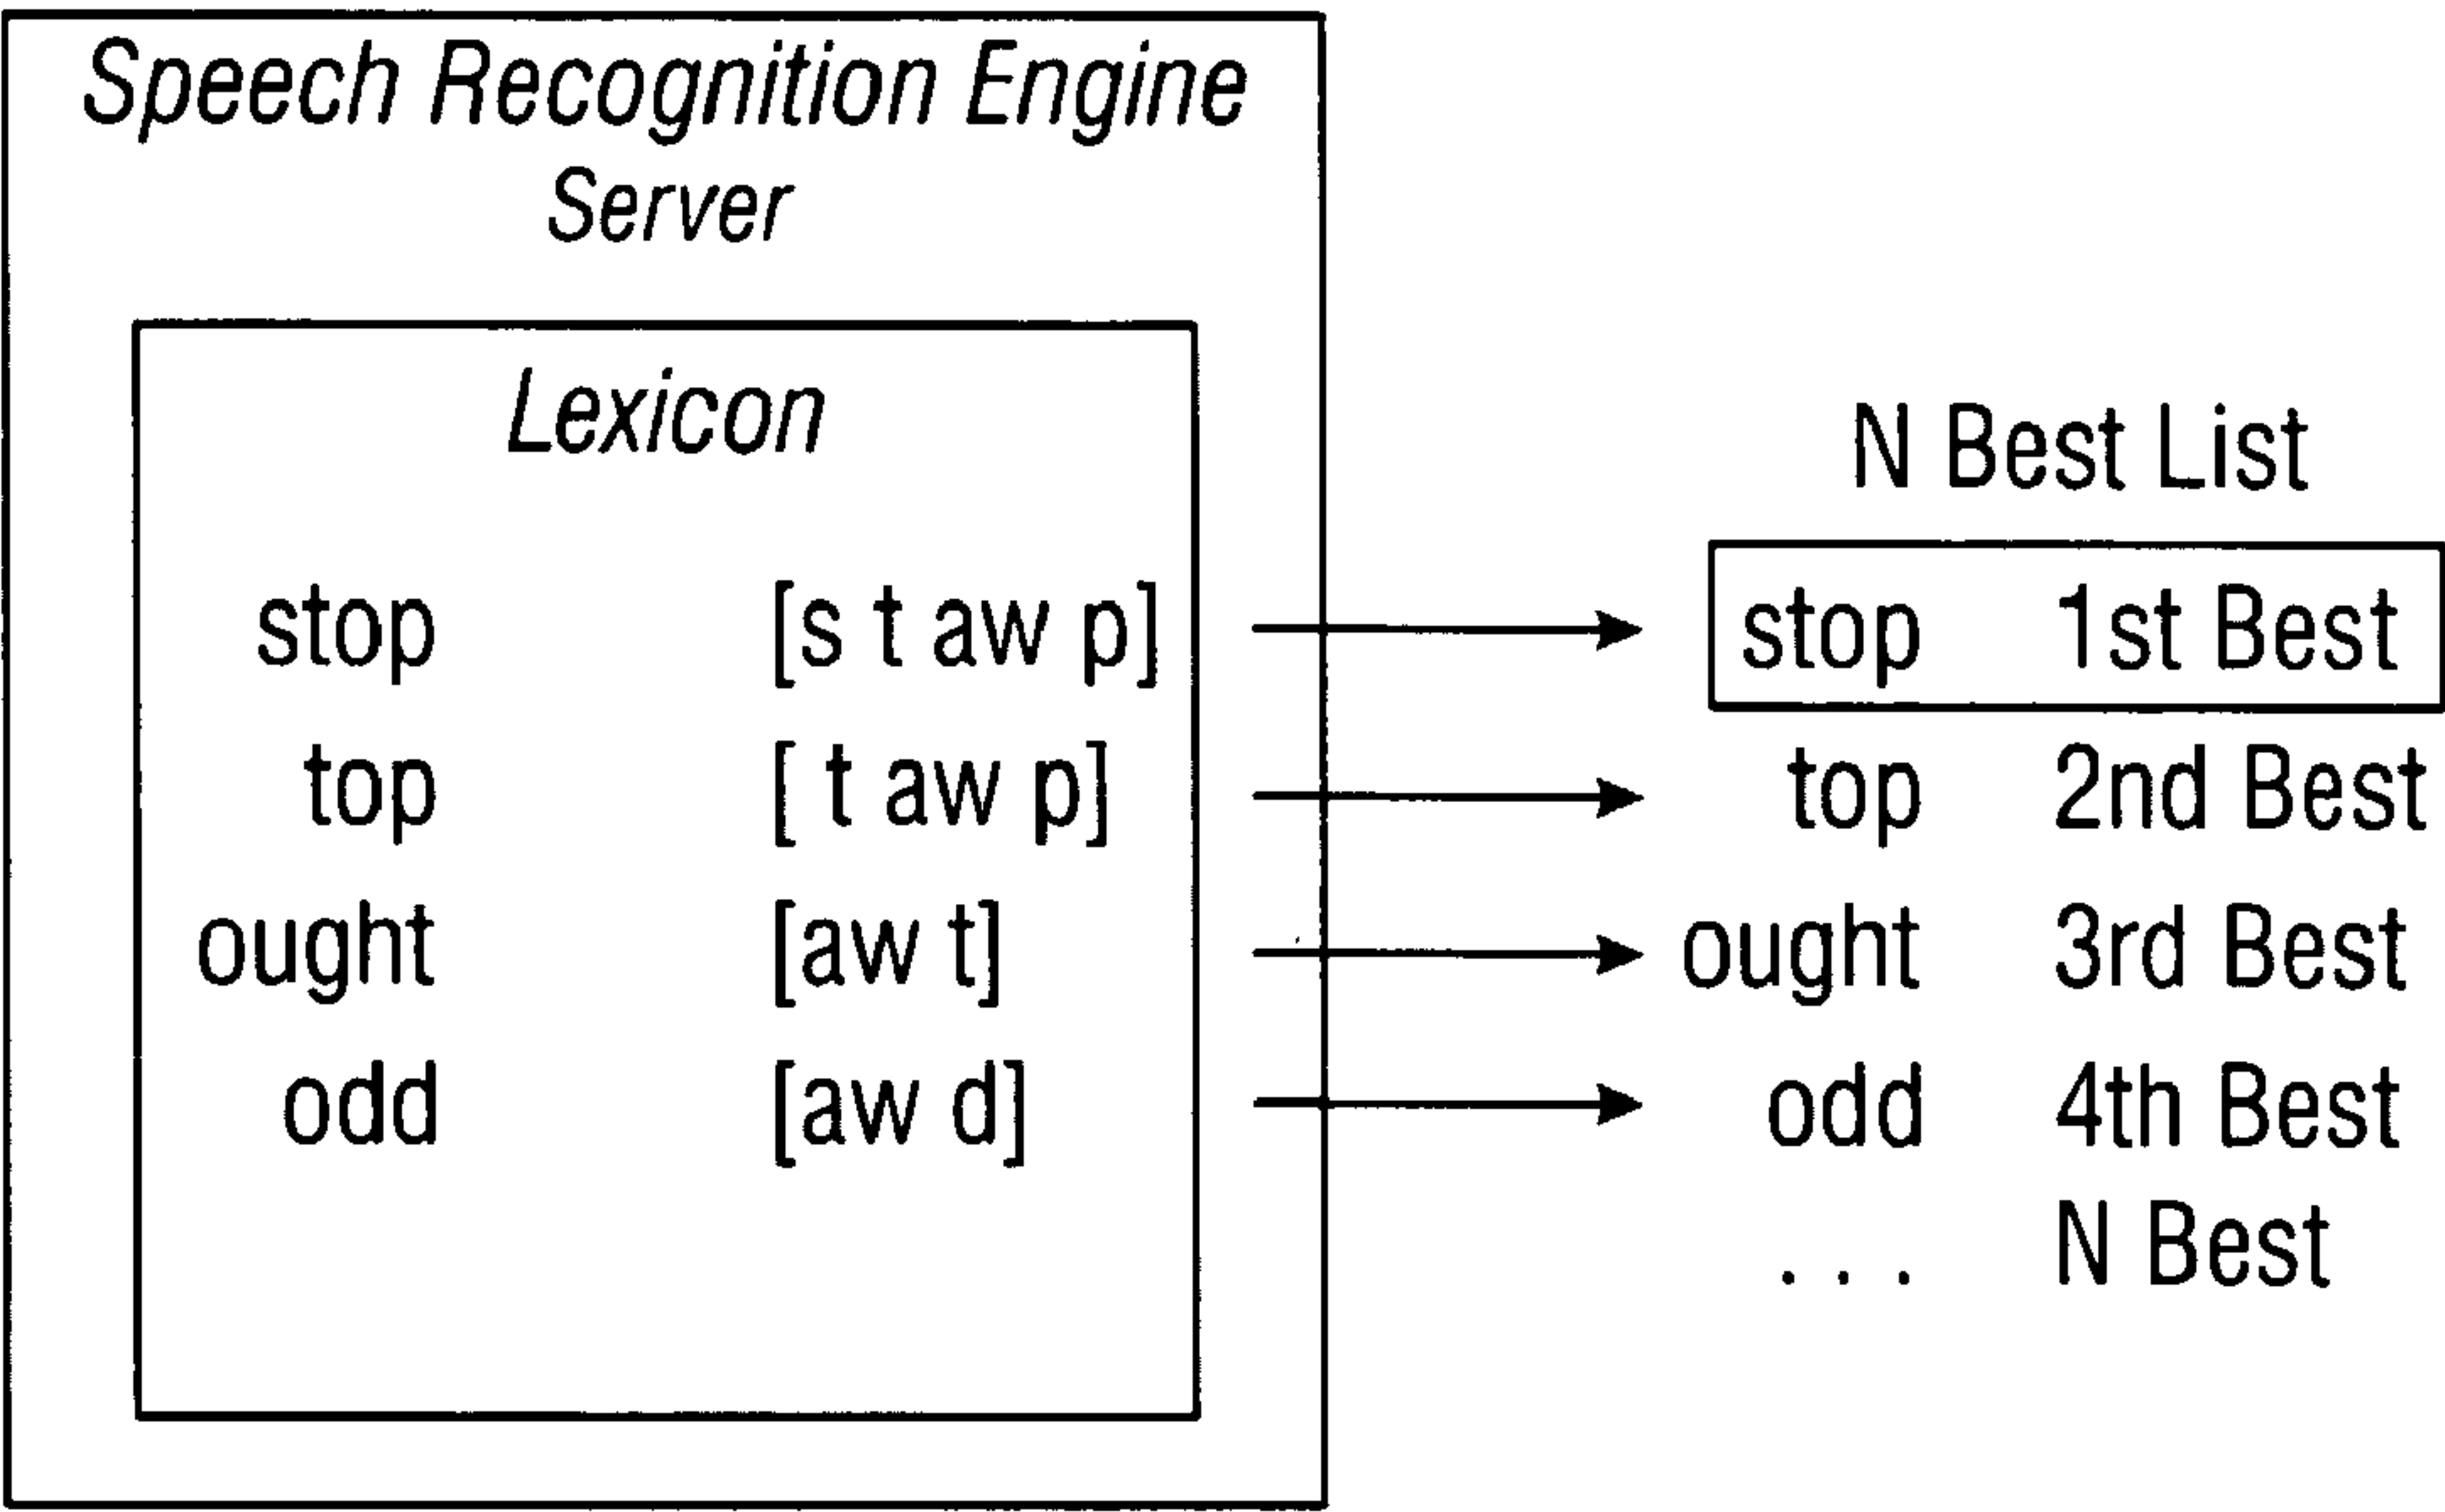 Speech Recognition Engine
Server
Lexicon
stop [s t aw p]
top [ t aw p]
ought [aw t]
odd [aw d]
N Best List
stop 1st Best
top 2nd Best
ought 3rd Best
odd 4th Best
. . . N Best